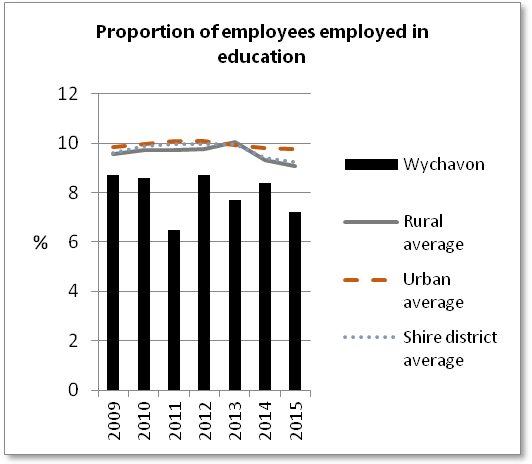 Proportion of employees employed in
education
12
10
8
6
4
2
0
%
2009
2010
2011
2012
2013
2014
2015
Wychavon
Rural
average
Urban
average
Shire district
average